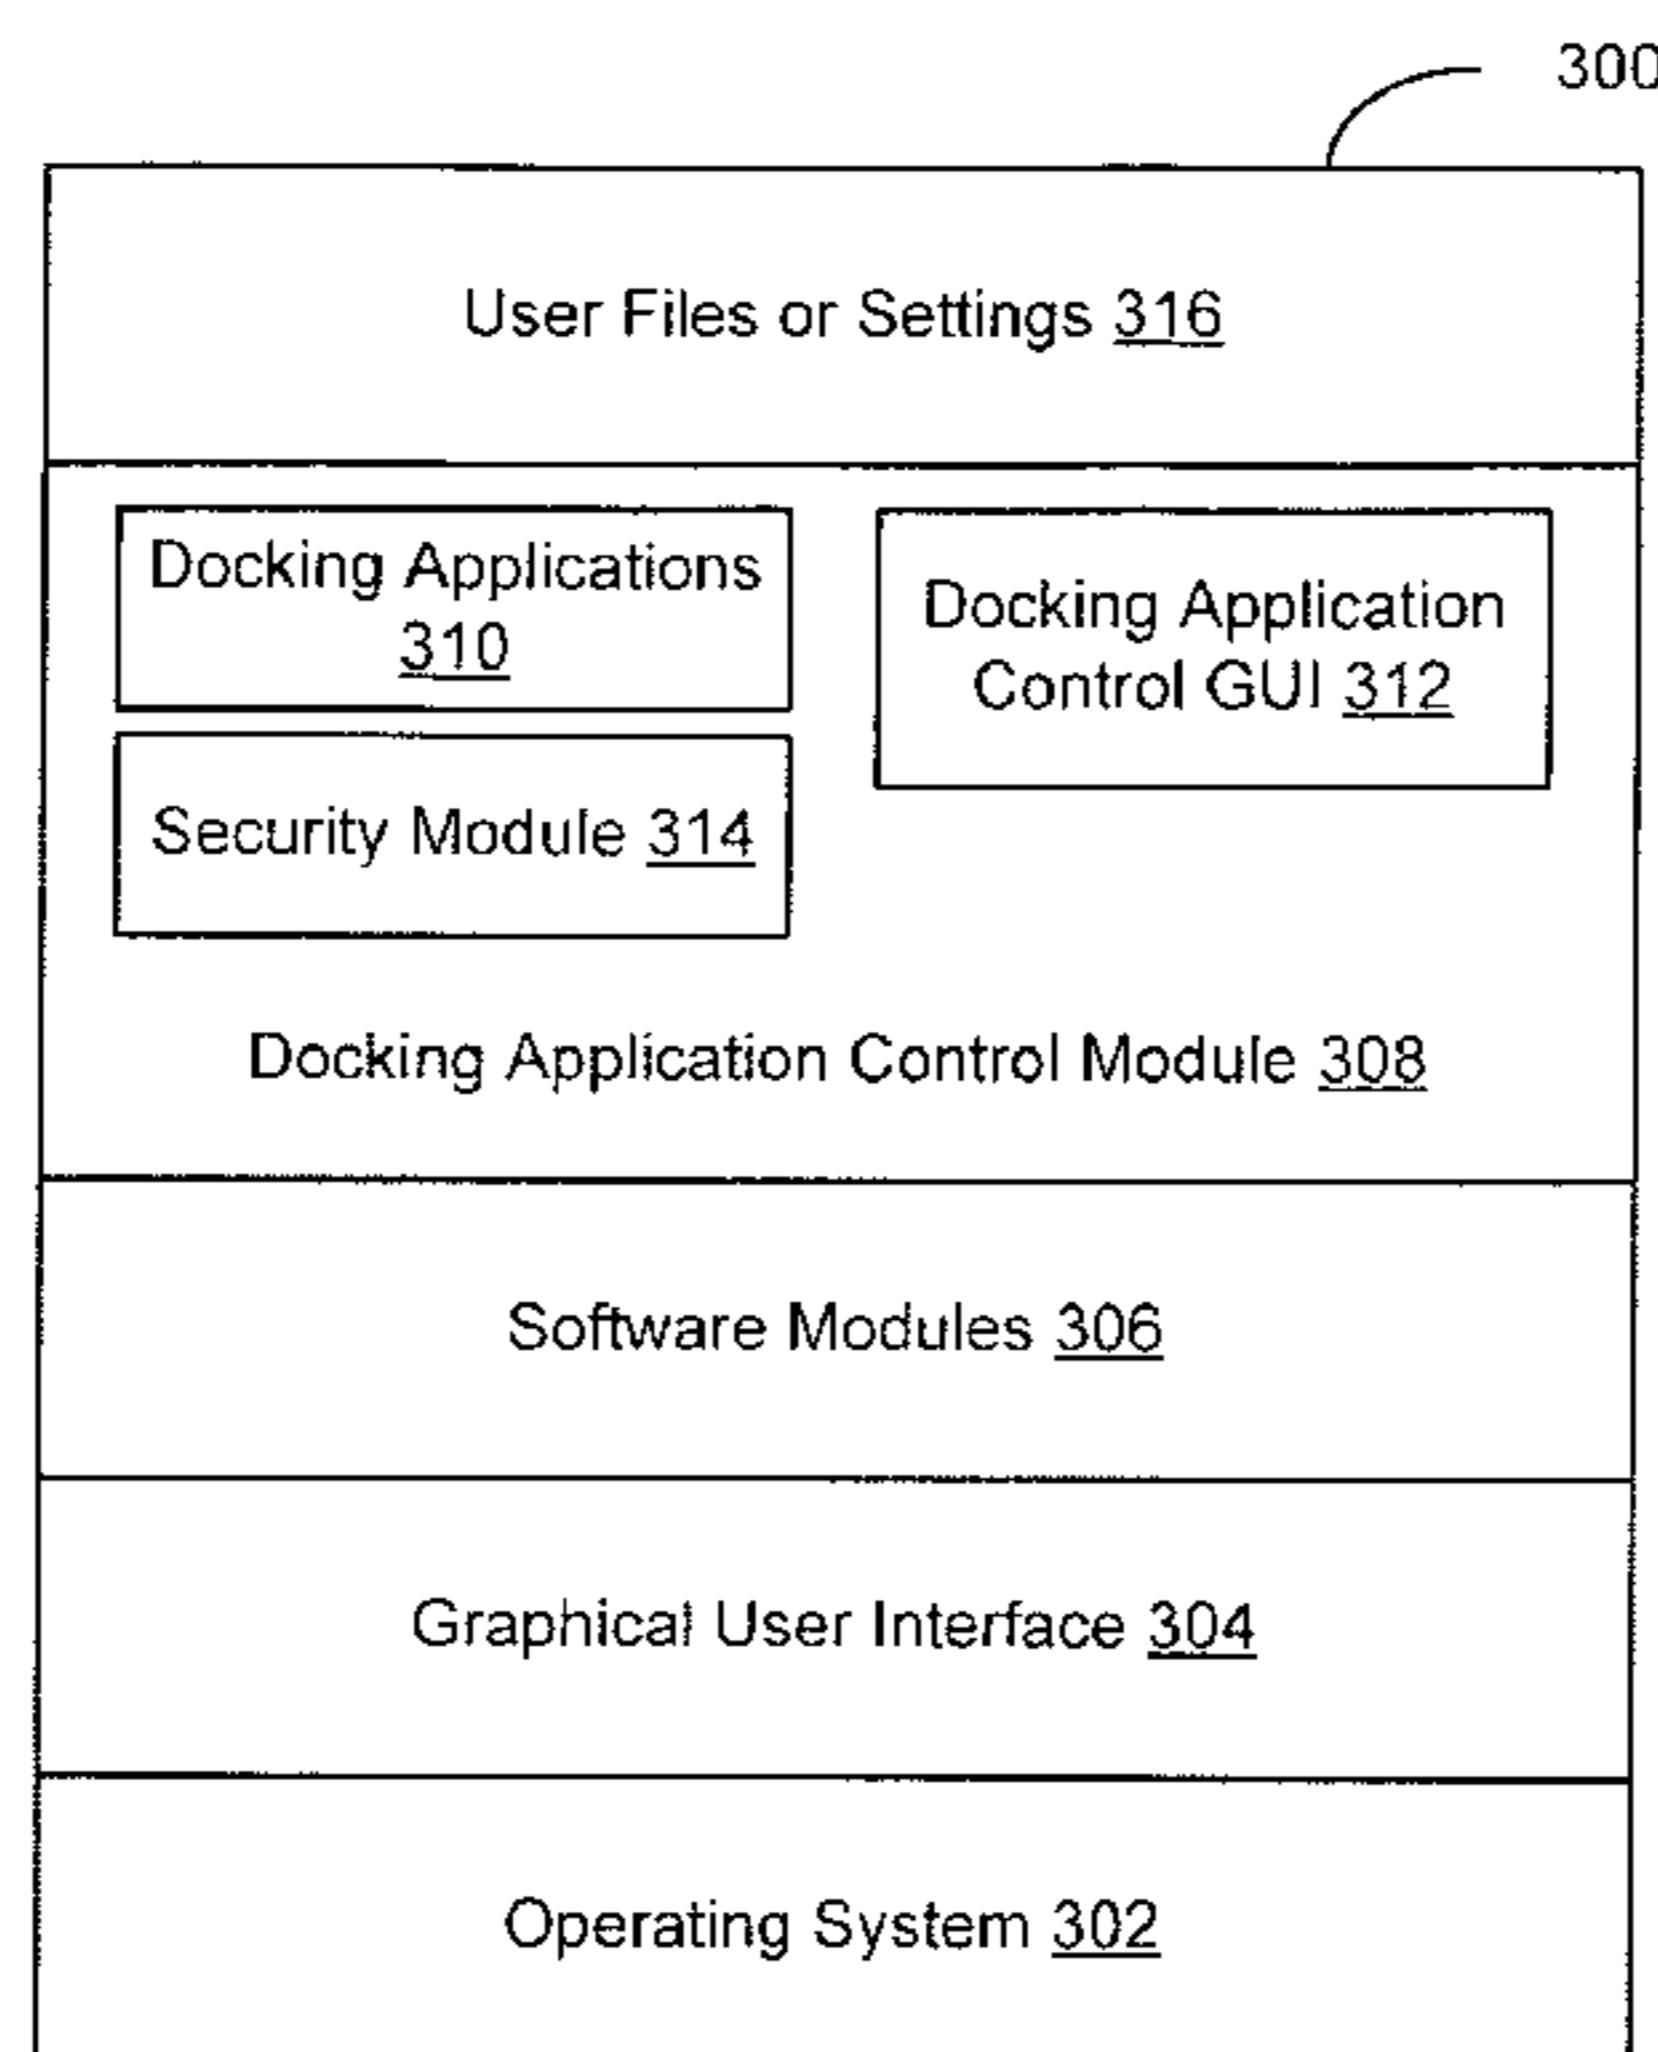 300
User Files or Settings 316
Docking Applications
310
Docking Application
Control GUI 312
Security Module 314
Docking Application Control Module 308
Software Modules 306
Graphical User Interface 304
Operating System 302